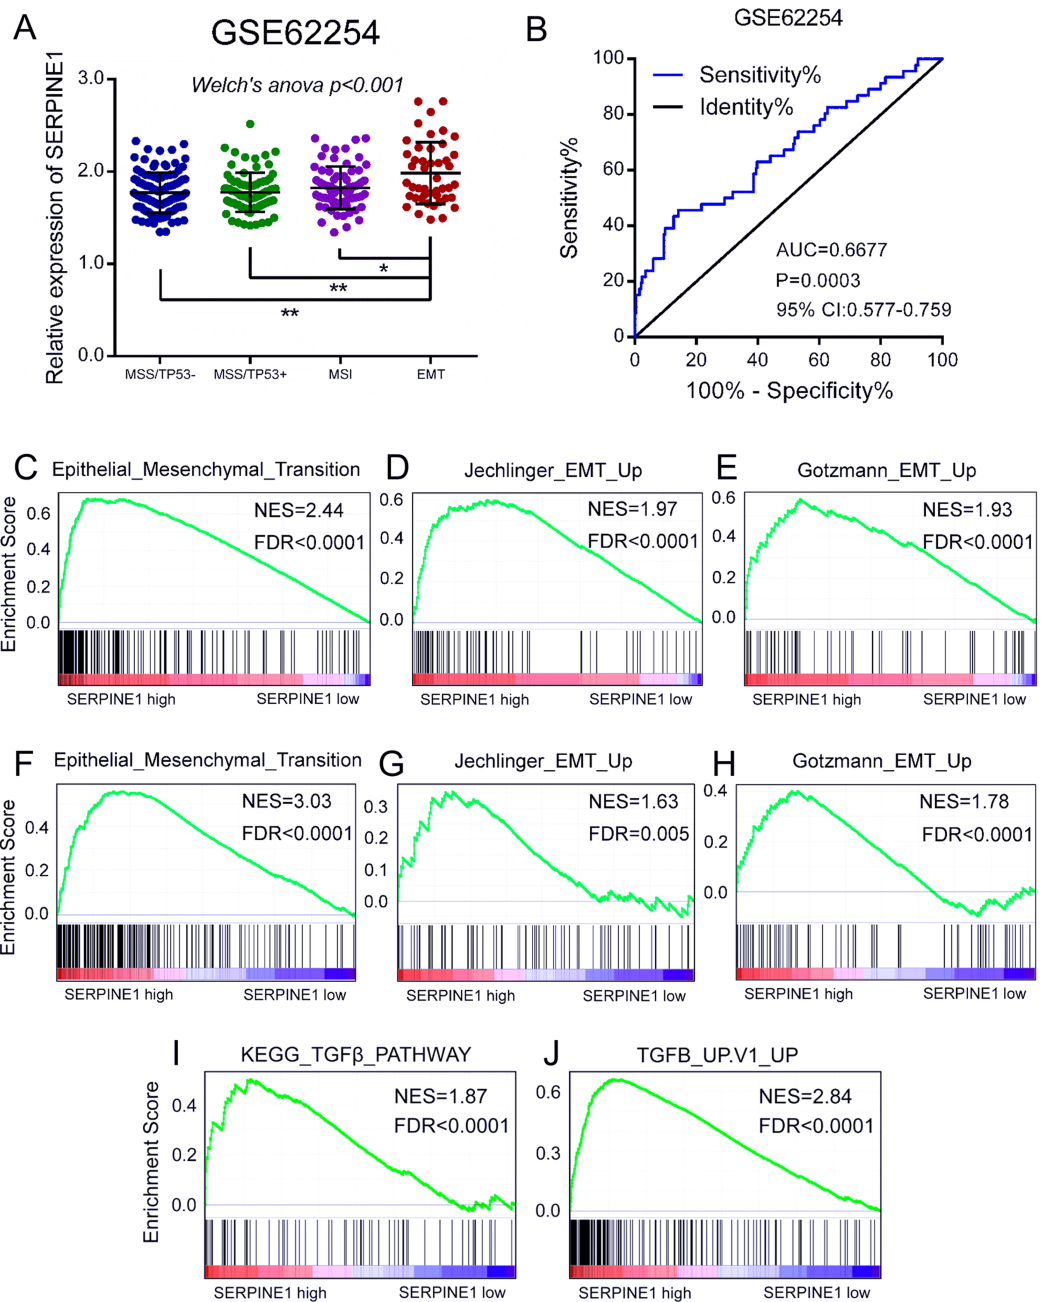 A
GSE62254
Relative expression of SERPINE1
Welch's anova p<0.001
3.0
2.0
1.0
0.0
*
**
**
MSS/TP53-
MSS/TP53+
MSI
EMT
B
GSE62254
Sensitivity%
100
80
60
40
20
0
Sensitivity%
Identity%
AUC=0.6677
P=0.0003
95% CI:0.577-0.759
0
20
40
60
80
100
100% - Specificity%
C
Epithelial_Mesenchymal_Transition
Enrichment Score
0.6
0.4
0.2
0.0
NES=2.44
FDR<0.0001
SERPINE1 high
SERPINE1 low
D
Jechlinger_EMT_Up
0.6
0.4
0.2
0.0
NES=1.97
FDR<0.0001
SERPINE1 high
SERPINE1 low
E
Gotzmann_EMT_Up
0.6
0.4
0.2
0.0
NES=1.93
FDR<0.0001
SERPINE1 high
SERPINE1 low
F
Epithelial_Mesenchymal_Transition
Enrichment Score
0.4
0.2
0.0
NES=3.03
FDR<0.0001
SERPINE1 high
SERPINE1 low
G
Jechlinger_EMT_Up
0.3
0.2
0.1
0.0
NES=1.63
FDR=0.005
SERPINE1 high
SERPINE1 low
H
Gotzmann_EMT_Up
0.4
0.2
0.0
NES=1.78
FDR<0.0001
SERPINE1 high
SERPINE1 low
I
KEGG_TGFβ_PATHWAY
Enrichment Score
0.4
0.2
0.0
NES=1.87
FDR<0.0001
SERPINE1 high
SERPINE1 low
J
TGFB_UP.V1_UP
0.6
0.3
0.0
NES=2.84
FDR<0.0001
SERPINE1 high
SERPINE1 low